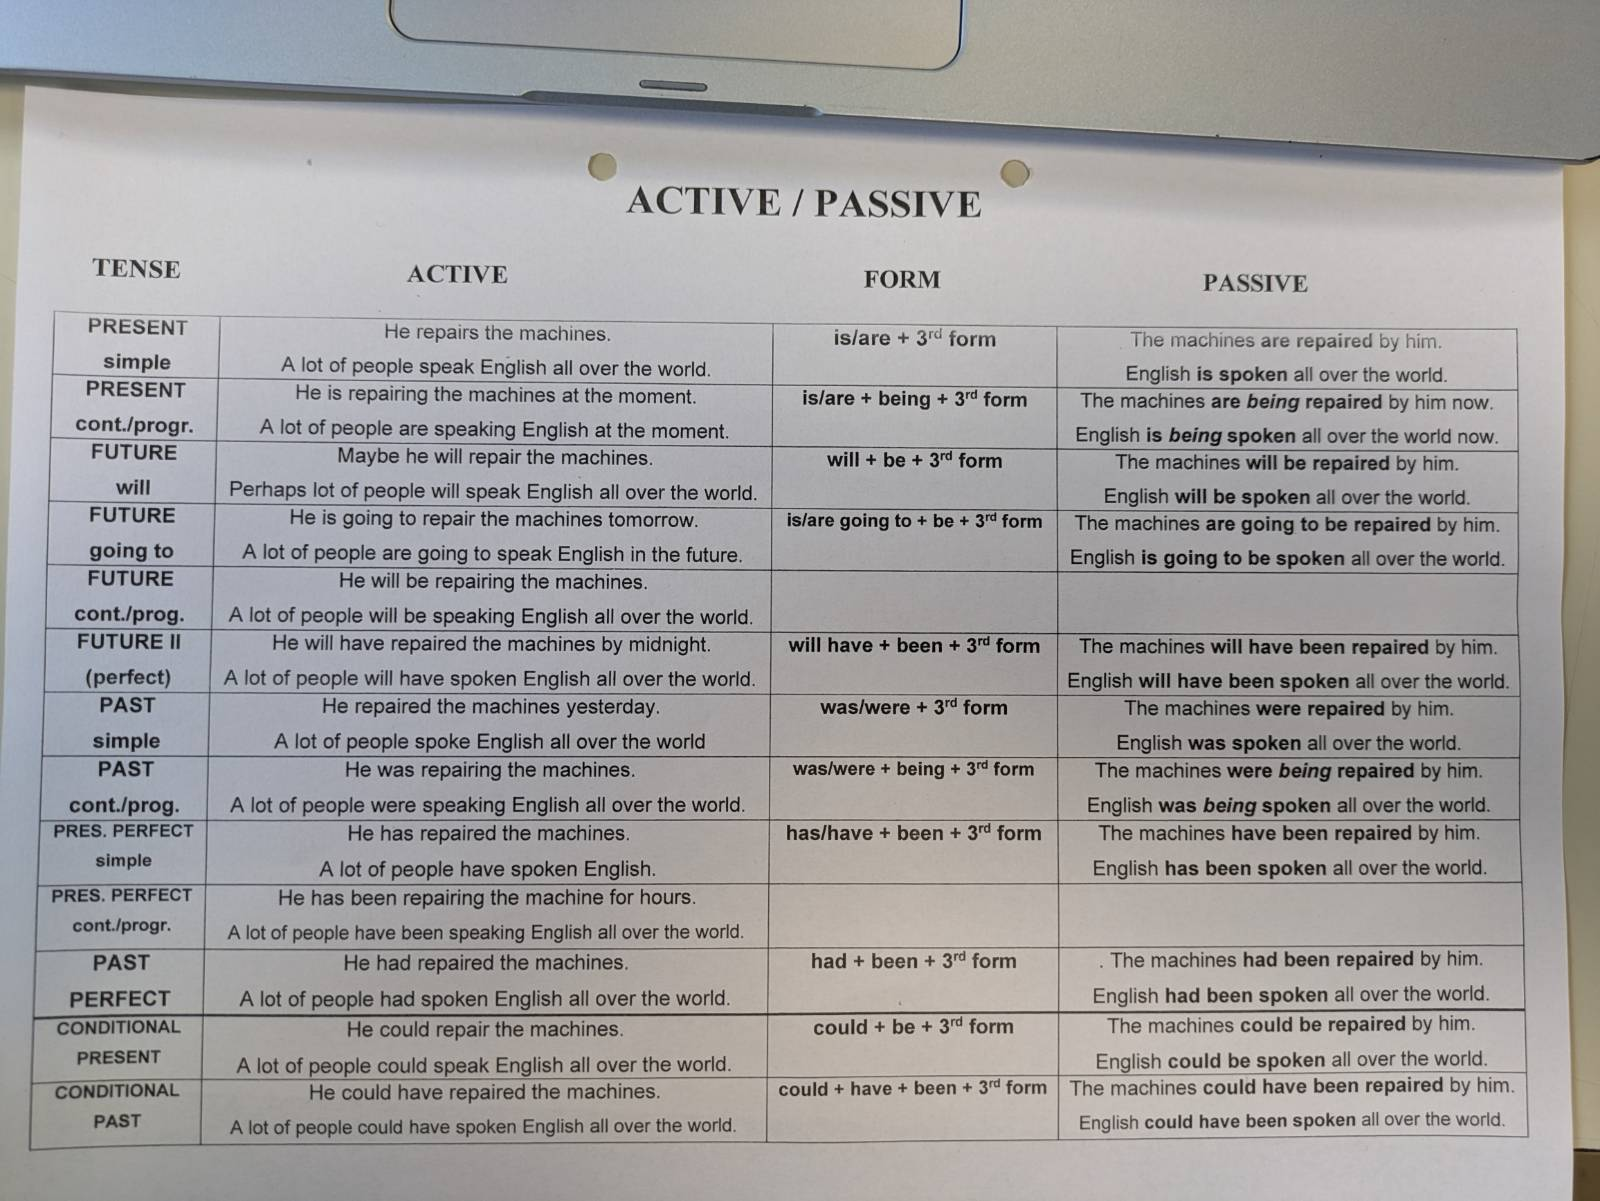 ACTIVE / PASSIVE
TENSE ACTIVE FORM PASSIVE
PRESENT He repairs the machines. is/are + 3rd form The machines are repaired by him.
simple A lot of people speak English all over the world. English is spoken all over the world.
PRESENT He is repairing the machines at the moment. is/are + being + 3rd form The machines are being repaired by him now.
cont./progr. A lot of people are speaking English at the moment. English is being spoken all over the world now.
FUTURE Maybe he will repair the machines. will + be + 3rd form The machines will be repaired by him.
will Perhaps lot of people will speak English all over the world. English will be spoken all over the world.
FUTURE He is going to repair the machines tomorrow. is/are going to + be + 3rd form The machines are going to be repaired by him.
going to A lot of people are going to speak English in the future. English is going to be spoken all over the world.
FUTURE He will be repairing the machines.
cont./prog. A lot of people will be speaking English all over the world.
FUTURE II He will have repaired the machines by midnight. will have + been + 3rd form The machines will have been repaired by him.
(perfect) A lot of people will have spoken English all over the world. English will have been spoken all over the world.
PAST He repaired the machines yesterday. was/were + 3rd form The machines were repaired by him.
simple A lot of people spoke English all over the world English was spoken all over the world.
PAST He was repairing the machines. was/were + being + 3rd form The machines were being repaired by him.
cont./prog. A lot of people were speaking English all over the world. English was being spoken all over the world.
PRES. PERFECT He has repaired the machines. has/have + been + 3rd form The machines have been repaired by him.
simple A lot of people have spoken English. English has been spoken all over the world.
PRES. PERFECT He has been repairing the machine for hours.
cont./progr. A lot of people have been speaking English all over the world.
PAST He had repaired the machines. had + been + 3rd form . The machines had been repaired by him.
PERFECT A lot of people had spoken English all over the world. English had been spoken all over the world.
CONDITIONAL He could repair the machines. could + be + 3rd form The machines could be repaired by him.
PRESENT A lot of people could speak English all over the world. English could be spoken all over the world.
CONDITIONAL He could have repaired the machines. could + have + been + 3rd form The machines could have been repaired by him.
PAST A lot of people could have spoken English all over the world. English could have been spoken all over the world.